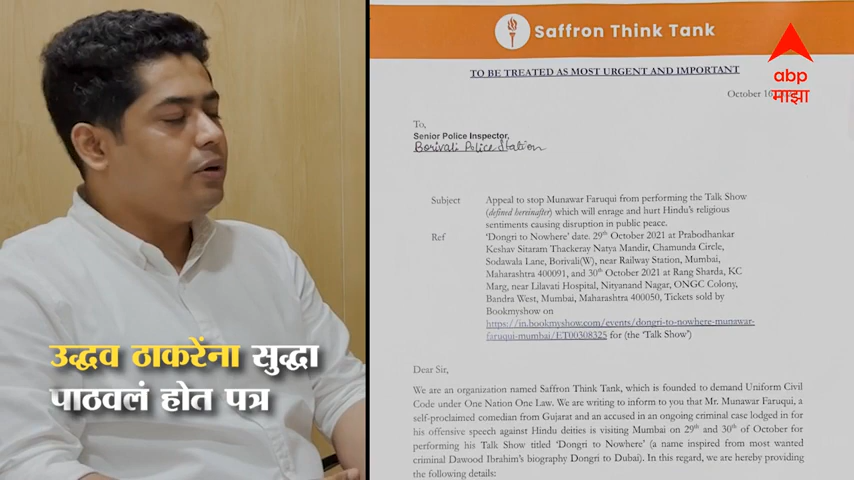 Saffron Think Tank
abp
माझा
TO BE TREATED AS MOST URGENT AND IMPORTANT
October 10
To,
Senior Police Inspector,
Borivali Police Station
Subject Appeal to stop Munawar Faruqui from performing the Talk Show
(defined hereinafter) which will enrage and hurt Hindu's religious
sentiments causing disruption in public peace.
Ref 'Dongri to Nowhere' date. 29th October 2021 at Prabodhankar
Keshav Sitaram Thackeray Natya Mandir, Chamunda Circle,
Sodawala Lane, Borivali(W), near Railway Station, Mumbai,
Maharashtra 400091, and 30th October 2021 at Rang Sharda, KC
Marg, near Lilavati Hospital, Nityanand Nagar, ONGC Colony,
Bandra West, Mumbai, Maharashtra 400050, Tickets sold by
Bookmyshow on
https://in.bookmyshow.com/events/dongri-to-nowhere-munawar-
faruqui-mumbai/ET00308325 for (the 'Talk Show')
Dear Sir,
We are an organization named Saffron Think Tank, which is founded to demand Uniform Civil
Code under One Nation One Law. We are writing to inform to you that Mr. Munawar Faruqui, a
self-proclaimed comedian from Gujarat and an accused in an ongoing criminal case lodged in for
his offensive speech against Hindu deities is visiting Mumbai on 29th and 30th of October for
performing his Talk Show titled 'Dongri to Nowhere' (a name inspired from most wanted
criminal Dawood Ibrahim's biography Dongri to Dubai). In this regard, we are hereby providing
the following details:
उद्धव ठाकरेंना सुद्धा
पाठवलं होत पत्र